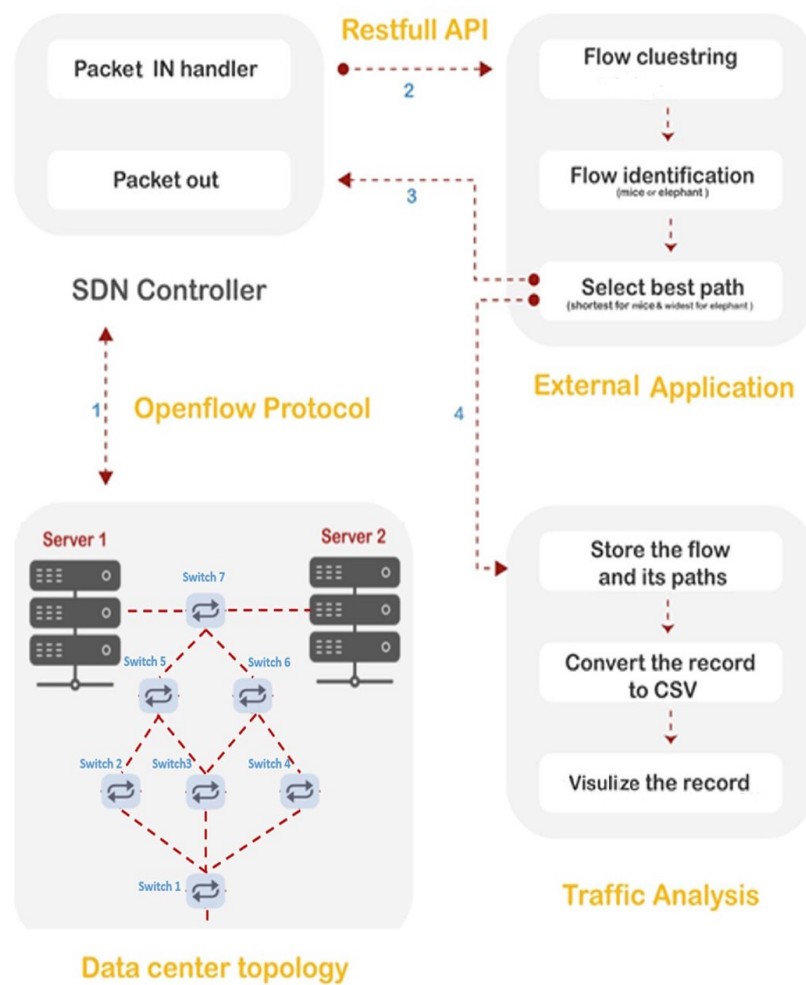 Restfull API
Packet IN handler
Packet out
SDN Controller
2
3
Flow cluestring
Flow identification
(mice or elephant )
Select best path
(shortest for mice & widest for elephant )
External Application
1
Openflow Protocol
4
Server 1
Server 2
Switch 7
Switch 5
Switch 6
Switch 2
Switch3
Switch 4
Switch 1
Data center topology
Store the flow
and its paths
Convert the record
to CSV
Visulize the record
Traffic Analysis